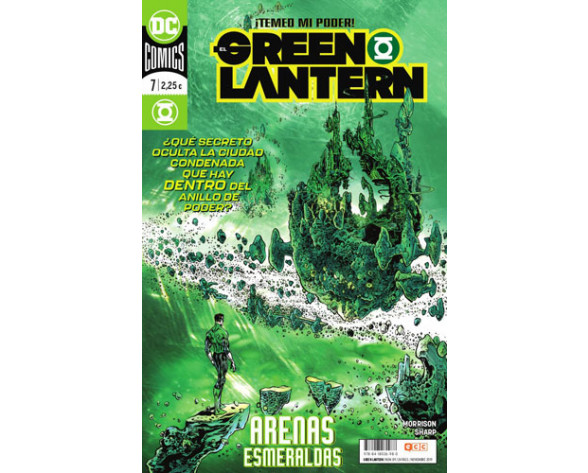 ¡TEMED MI PODER!
DC
COMICS
EL
GREEN
LANTERN
7 | 2,25 €
¿QUÉ SECRETO
OCULTA LA CIUDAD
CONDENADA
QUE HAY
DENTRO DEL
ANILLO DE
PODER?
ARENAS
ESMERALDAS
MORRISON
SHARP
ECC